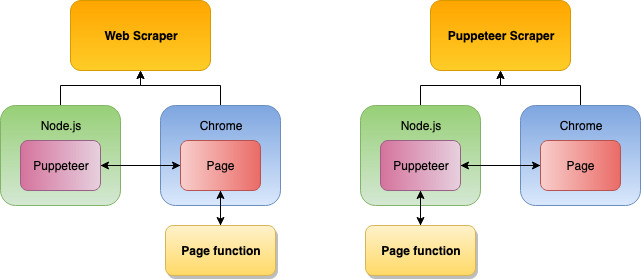 Web Scraper
Node.js
Chrome
Puppeteer
Page
Page function
Puppeteer Scraper
Node.js
Chrome
Puppeteer
Page
Page function